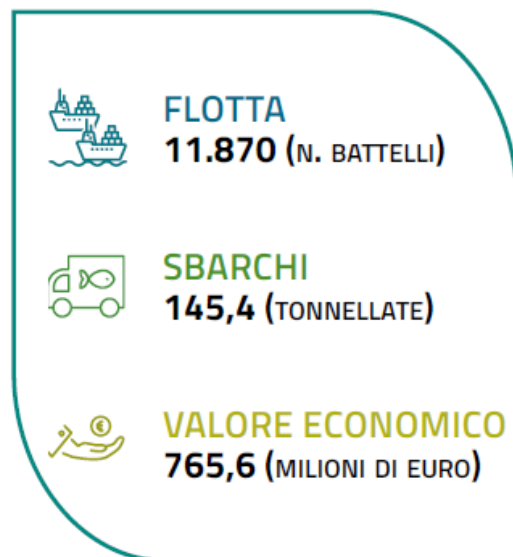 FLOTTA
11.870 (N. BATTELLI)
SBARCHI
145,4 (TONNELLATE)
€
VALORE ECONOMICO
765,6 (MILIONI DI EURO)